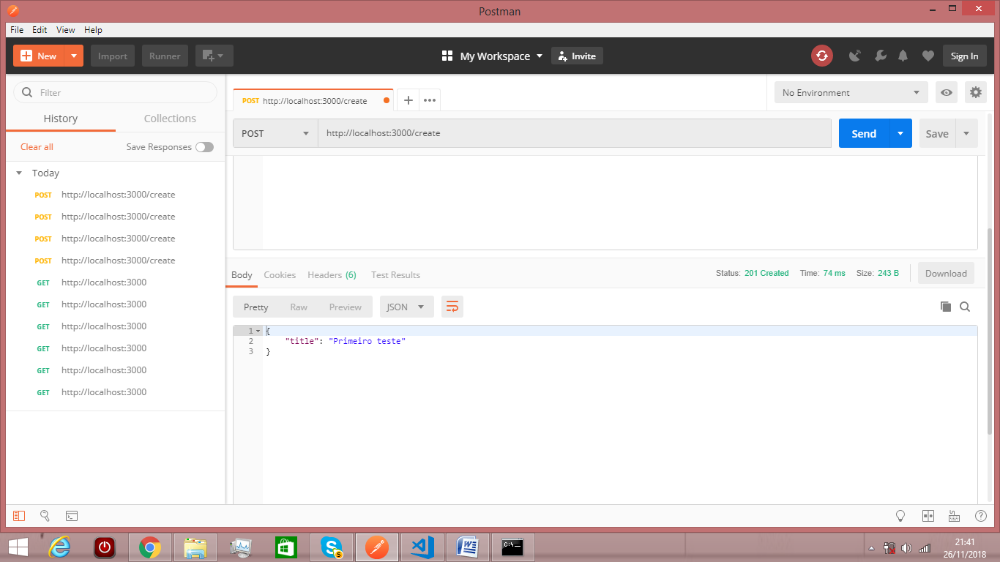 Postman
File Edit View Help
New Import Runner My Workspace Invite Sign In
Filter
History Collections
Clear all Save Responses
Today
POST http://localhost:3000/create
POST http://localhost:3000/create
POST http://localhost:3000/create
POST http://localhost:3000/create
GET http://localhost:3000
GET http://localhost:3000
GET http://localhost:3000
GET http://localhost:3000
GET http://localhost:3000
GET http://localhost:3000
POST http://localhost:3000/create
No Environment
POST http://localhost:3000/create Send Save
Body Cookies Headers (6) Test Results Status: 201 Created Time: 74 ms Size: 243 B Download
Pretty Raw Preview JSON
1 {
2 "title": "Primeiro teste"
3 }
5
C:\_
21:41
26/11/2018